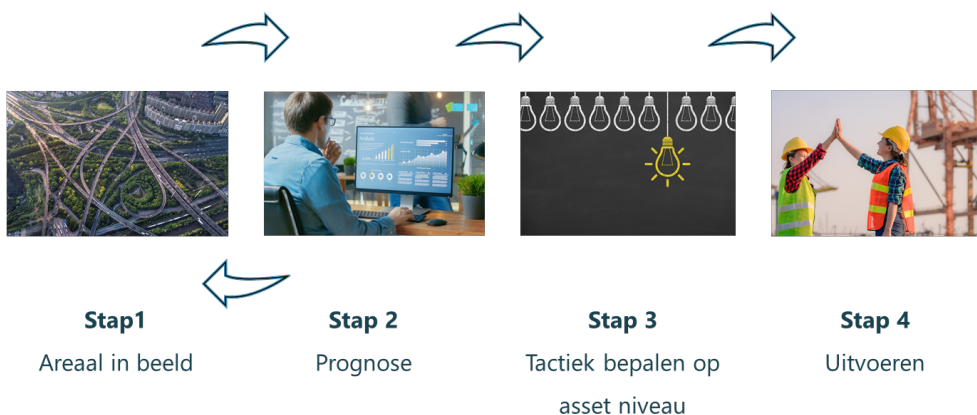 Stap1
Areaal in beeld
Stap 2
Prognose
Stap 3
Tactiek bepalen op
asset niveau
Stap 4
Uitvoeren